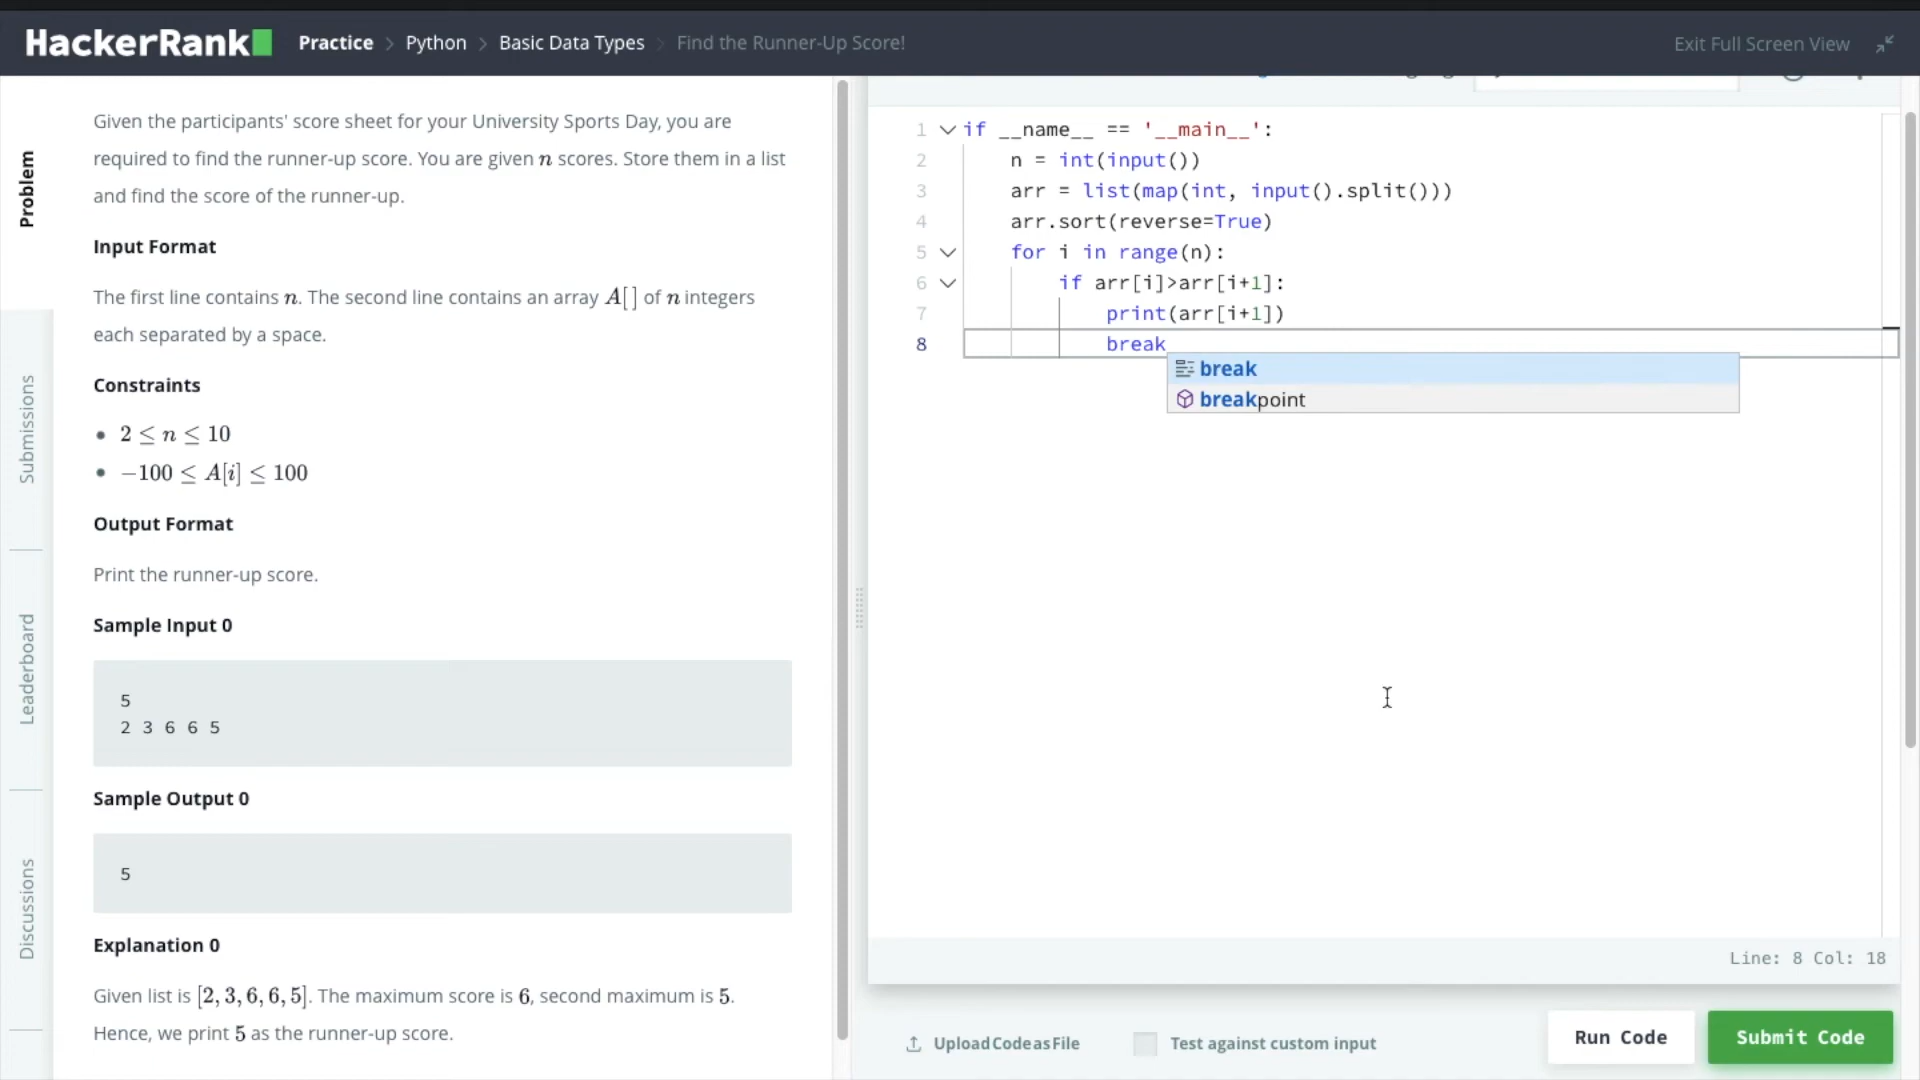 HackerRank Practice > Python > Basic Data Types > Find the Runner-Up Score! Exit Full Screen View
Problem
Submissions
Leaderboard
Discussions
Given the participants' score sheet for your University Sports Day, you are
required to find the runner-up score. You are given n scores. Store them in a list
and find the score of the runner-up.
Input Format
The first line contains n. The second line contains an array A[] of n integers
each separated by a space.
Constraints
• 2 ≤ n ≤ 10
• −100 ≤ A[i] ≤ 100
Output Format
Print the runner-up score.
Sample Input 0
5
2 3 6 6 5
Sample Output 0
5
Explanation 0
Given list is [2, 3, 6, 6, 5]. The maximum score is 6, second maximum is 5.
Hence, we print 5 as the runner-up score.
1 if __name__ == '__main__':
2 n = int(input())
3 arr = list(map(int, input().split()))
4 arr.sort(reverse=True)
5 for i in range(n):
6 if arr[i]>arr[i+1]:
7 print(arr[i+1])
8 break
break
breakpoint
Line: 8 Col: 18
Upload Code as File Test against custom input Run Code Submit Code